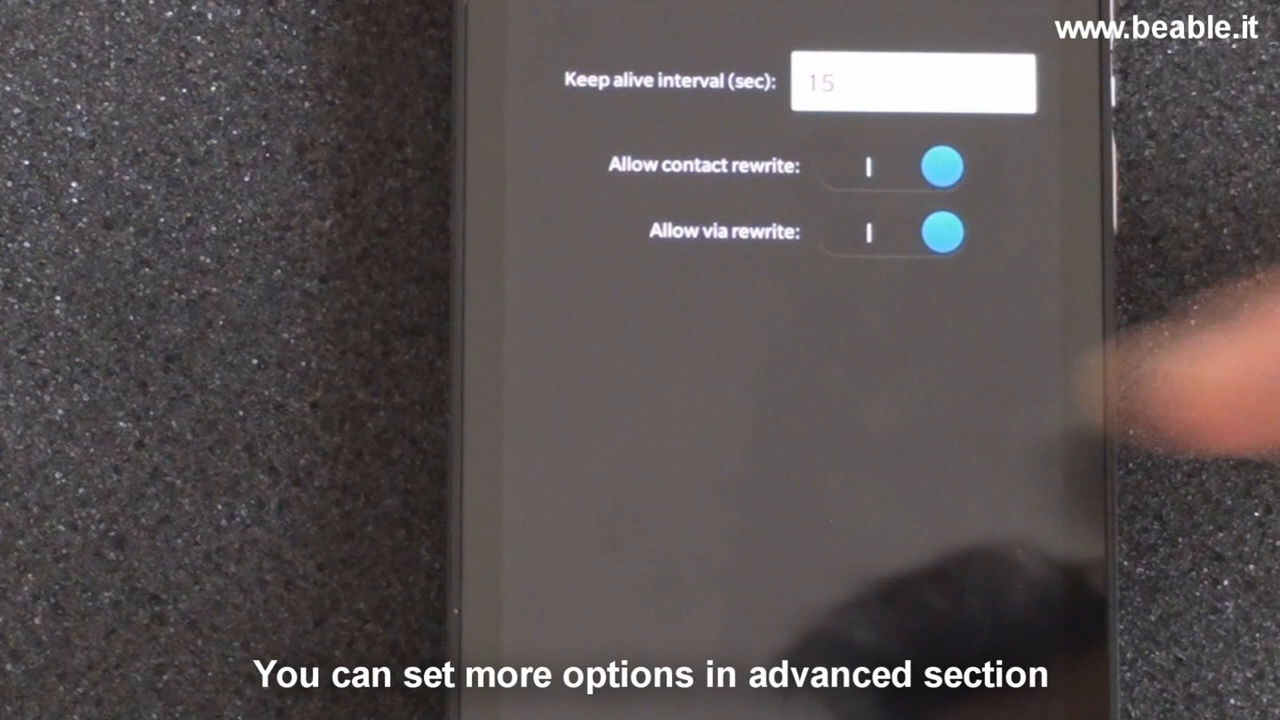 www.beable.it
Keep alive interval (sec): 15
Allow contact rewrite:
Allow via rewrite:
You can set more options in advanced section